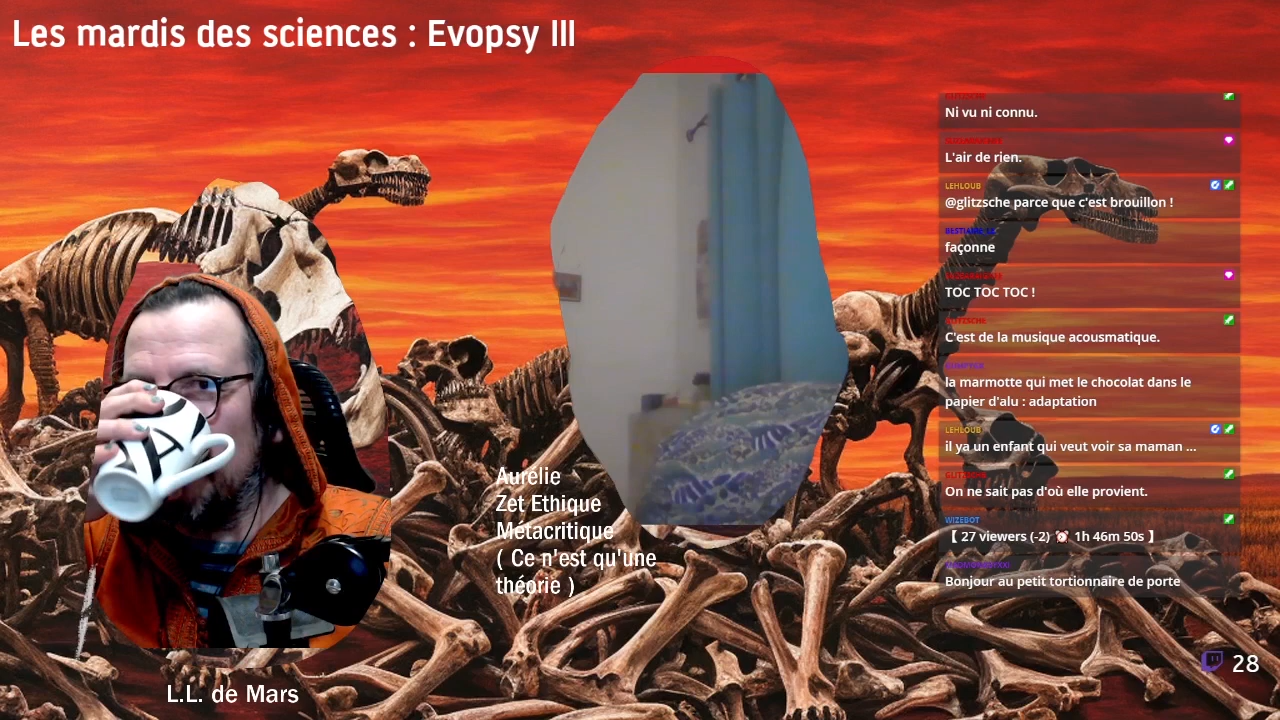 Les mardis des sciences : Evopsy III
Ni vu ni connu.
L'air de rien.
LEHLOUB
@glitzsche parce que c'est brouillon !
façonne
TOC TOC TOC !
C'est de la musique acousmatique.
la marmotte qui met le chocolat dans le
papier d'alu : adaptation
LEHLOUB
il ya un enfant qui veut voir sa maman ...
On ne sait pas d'où elle provient.
WIZEBOT
【 27 viewers (-2) ⏰ 1h 46m 50s 】
Bonjour au petit tortionnaire de porte
Aurélie
Zet Ethique
Métacritique
( Ce n'est qu'une
théorie )
28
L.L. de Mars